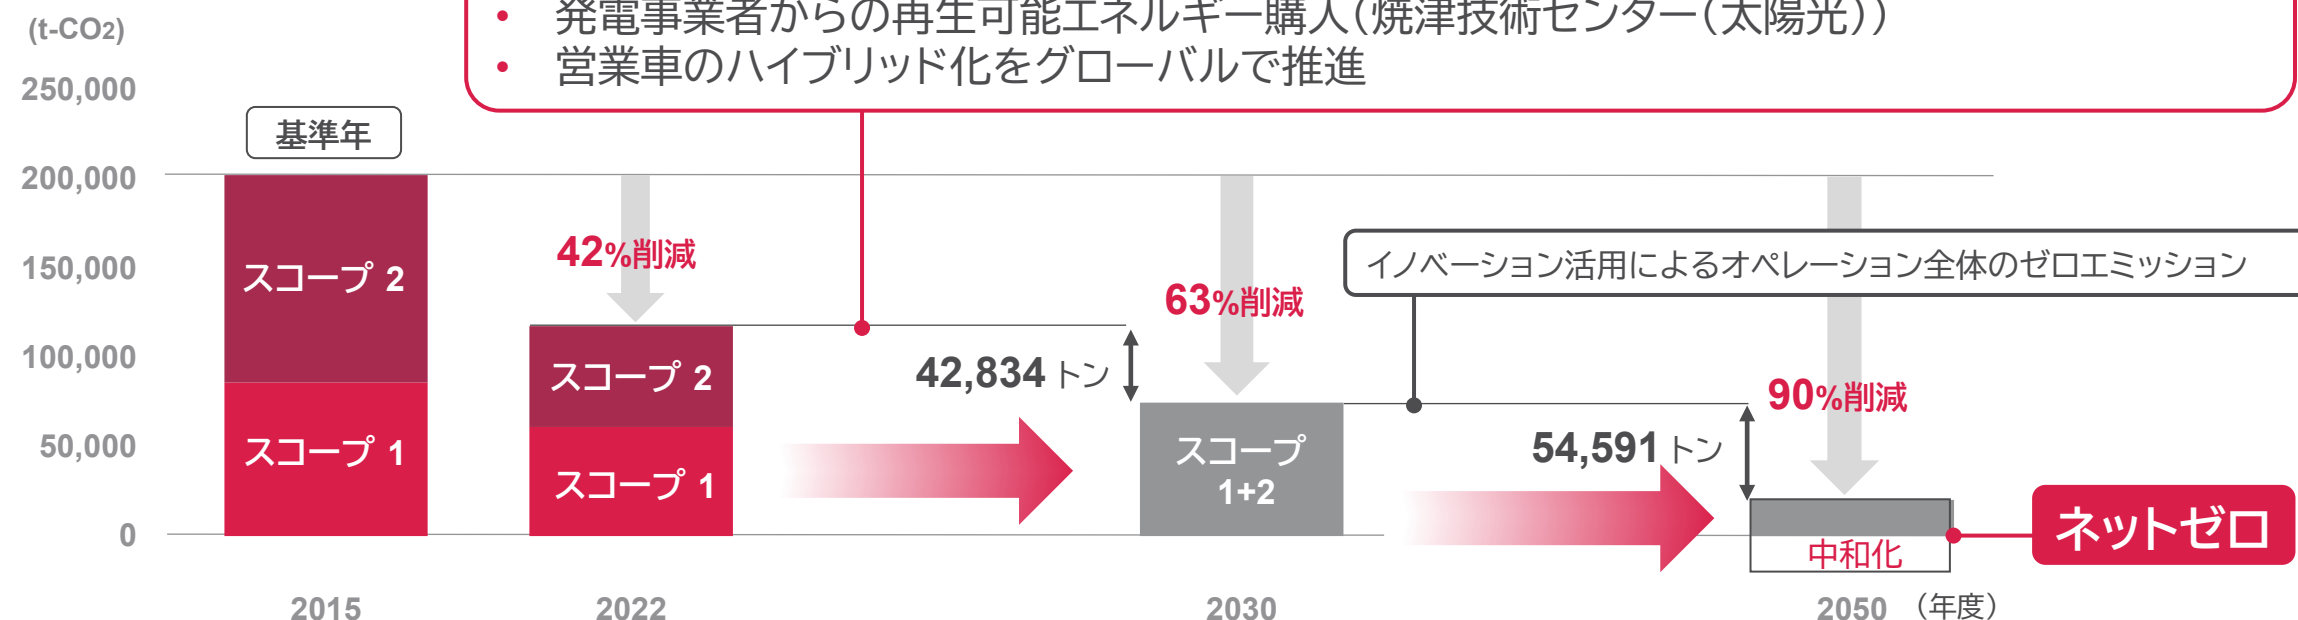 • 発電事業者からの再生可能エネルギー購入（焼津技術センター（太陽光））
• 営業車のハイブリッド化をグローバルで推進
(t-CO2)
250,000
200,000
150,000
100,000
50,000
0
基準年
スコープ 2
スコープ 1
42%削減
スコープ 2
スコープ 1
42,834 トン
63%削減
スコープ
1+2
イノベーション活用によるオペレーション全体のゼロエミッション
54,591 トン
90%削減
中和化
ネットゼロ
2015
2022
2030
2050
（年度）